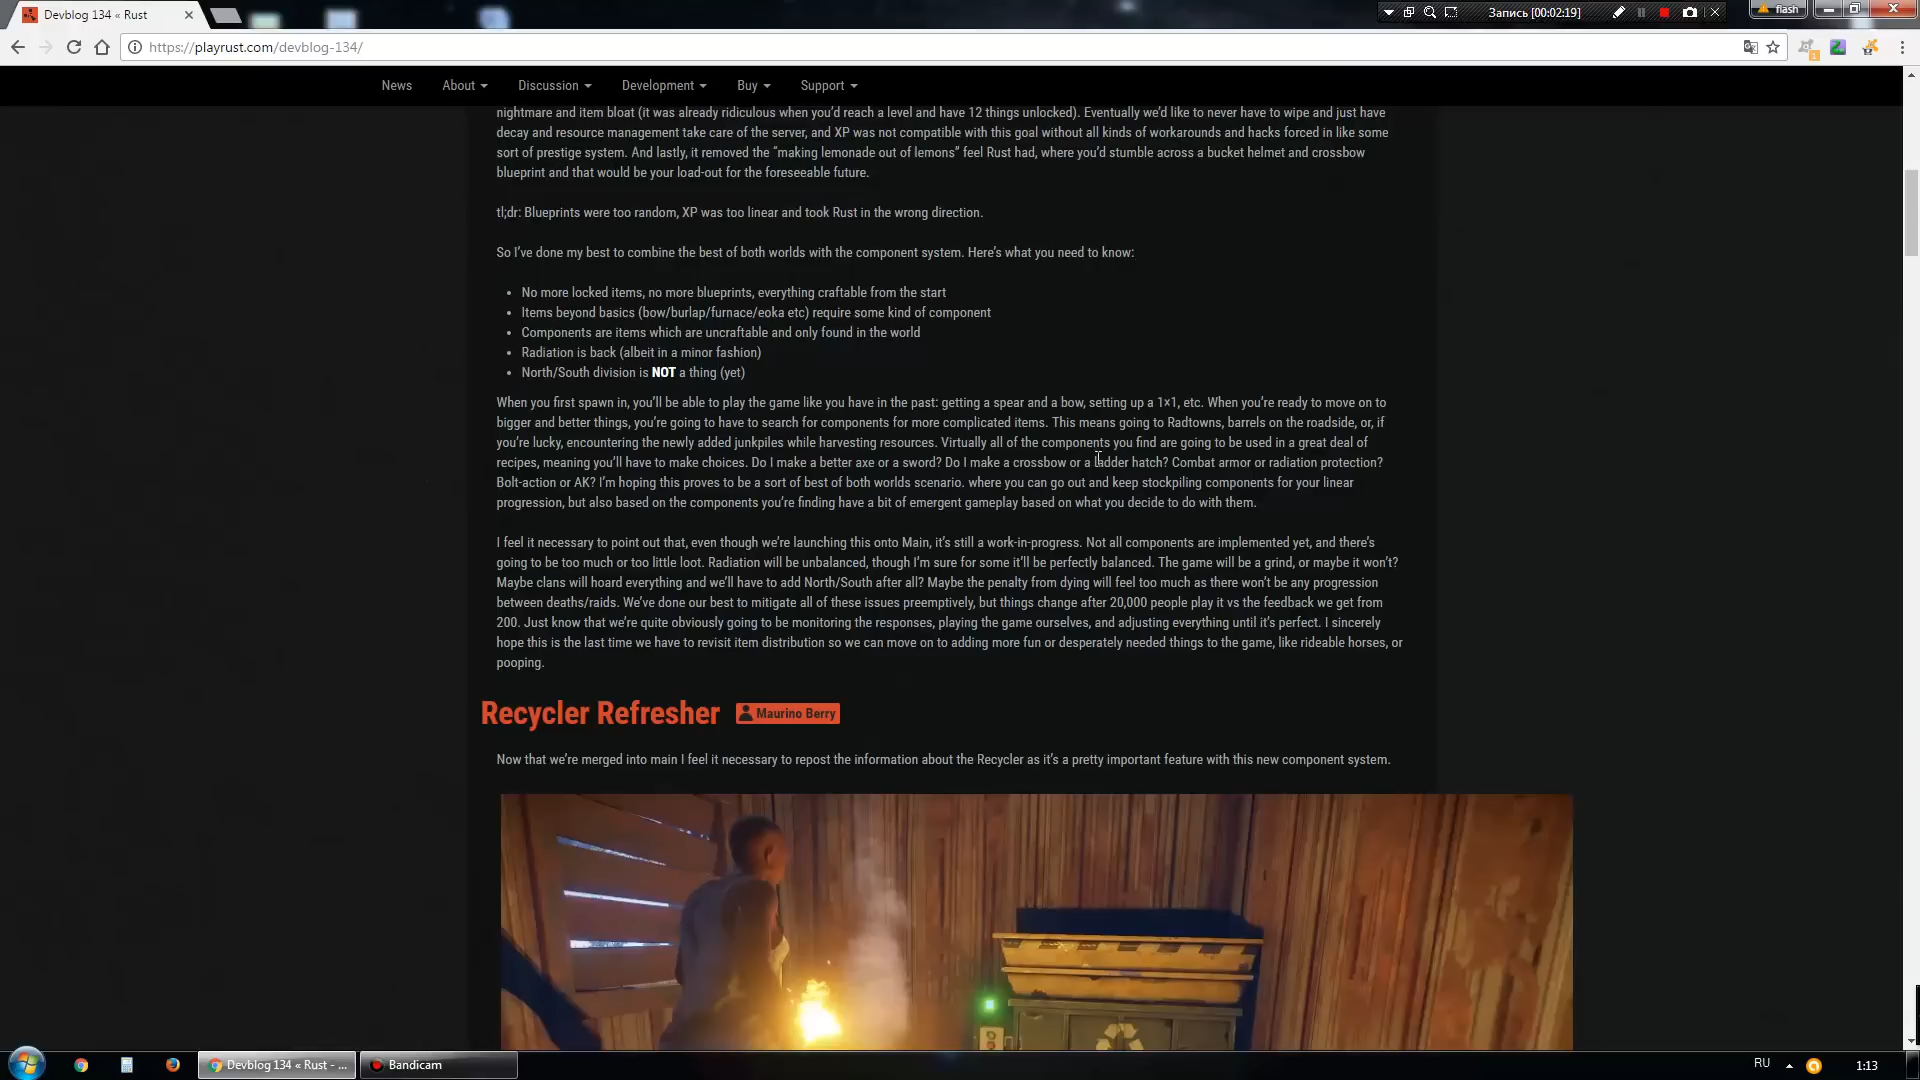 Devblog 134 « Rust
Запись [00:02:19]
flash
https://playrust.com/devblog-134/
1
News About Discussion Development Buy Support
nightmare and item bloat (it was already ridiculous when you’d reach a level and have 12 things unlocked). Eventually we’d like to never have to wipe and just have
decay and resource management take care of the server, and XP was not compatible with this goal without all kinds of workarounds and hacks forced in like some
sort of prestige system. And lastly, it removed the “making lemonade out of lemons” feel Rust had, where you’d stumble across a bucket helmet and crossbow
blueprint and that would be your load-out for the foreseeable future.
tl;dr: Blueprints were too random, XP was too linear and took Rust in the wrong direction.
So I’ve done my best to combine the best of both worlds with the component system. Here’s what you need to know:
• No more locked items, no more blueprints, everything craftable from the start
• Items beyond basics (bow/burlap/furnace/eoka etc) require some kind of component
• Components are items which are uncraftable and only found in the world
• Radiation is back (albeit in a minor fashion)
• North/South division is NOT a thing (yet)
When you first spawn in, you’ll be able to play the game like you have in the past: getting a spear and a bow, setting up a 1×1, etc. When you’re ready to move on to
bigger and better things, you’re going to have to search for components for more complicated items. This means going to Radtowns, barrels on the roadside, or, if
you’re lucky, encountering the newly added junkpiles while harvesting resources. Virtually all of the components you find are going to be used in a great deal of
recipes, meaning you’ll have to make choices. Do I make a better axe or a sword? Do I make a crossbow or a ladder hatch? Combat armor or radiation protection?
Bolt-action or AK? I’m hoping this proves to be a sort of best of both worlds scenario. where you can go out and keep stockpiling components for your linear
progression, but also based on the components you’re finding have a bit of emergent gameplay based on what you decide to do with them.
I feel it necessary to point out that, even though we’re launching this onto Main, it’s still a work-in-progress. Not all components are implemented yet, and there’s
going to be too much or too little loot. Radiation will be unbalanced, though I’m sure for some it’ll be perfectly balanced. The game will be a grind, or maybe it won’t?
Maybe clans will hoard everything and we’ll have to add North/South after all? Maybe the penalty from dying will feel too much as there won’t be any progression
between deaths/raids. We’ve done our best to mitigate all of these issues preemptively, but things change after 20,000 people play it vs the feedback we get from
200. Just know that we’re quite obviously going to be monitoring the responses, playing the game ourselves, and adjusting everything until it’s perfect. I sincerely
hope this is the last time we have to revisit item distribution so we can move on to adding more fun or desperately needed things to the game, like rideable horses, or
pooping.
Recycler Refresher Maurino Berry
Now that we’re merged into main I feel it necessary to repost the information about the Recycler as it’s a pretty important feature with this new component system.
Devblog 134 « Rust - ... Bandicam RU 1:13